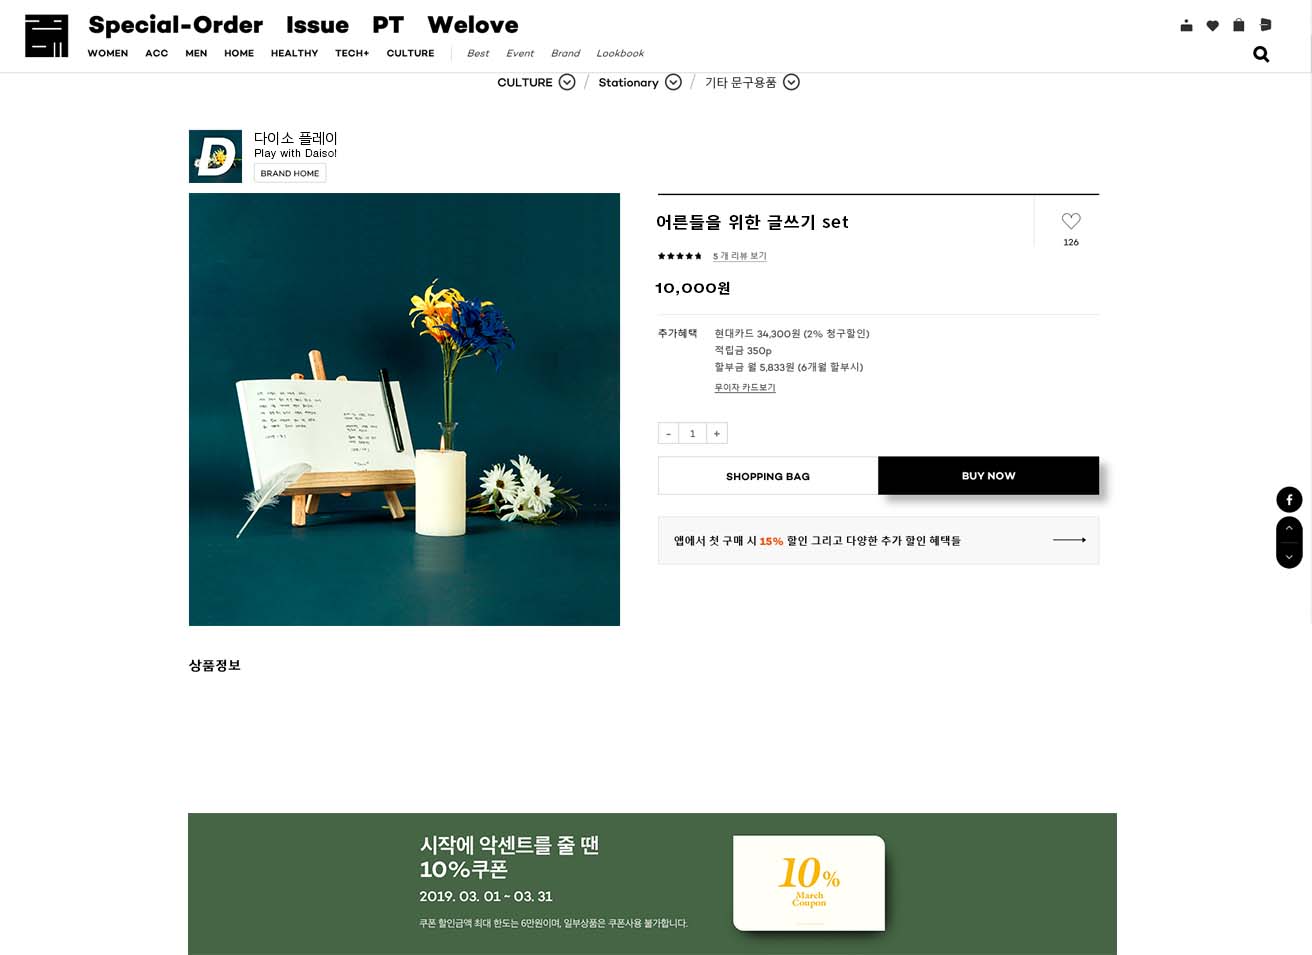 Special-Order Issue PT Welove
WOMEN ACC MEN HOME HEALTHY TECH+ CULTURE Best Event Brand Lookbook
CULTURE / Stationary / 기타 문구용품
D
다이소 플레이
Play with Daiso!
BRAND HOME
어른들을 위한 글쓰기 set
126
5 개 리뷰 보기
10,000원
추가혜택 현대카드 34,300원 (2% 청구할인)
적립금 350p
할부금 월 5,833원 (6개월 할부시)
무이자 카드보기
- 1 +
SHOPPING BAG BUY NOW
앱에서 첫 구매 시 15% 할인 그리고 다양한 추가 할인 혜택들
상품정보
시작에 악센트를 줄 땐
10%쿠폰
2019. 03. 01 ~ 03. 31
쿠폰 할인금액 최대 한도는 6만원이며, 일부상품은 쿠폰사용 불가합니다.
10%
March
Coupon